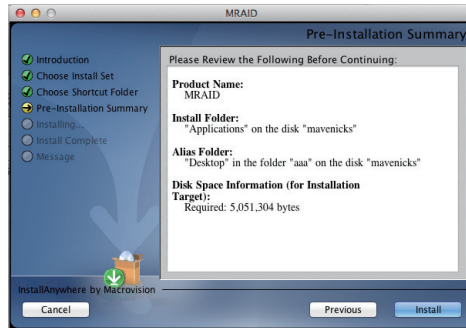 MRAID
Pre-Installation Summary
Introduction
Choose Install Set
Choose Shortcut Folder
Pre-Installation Summary
Installing...
Install Complete
Message
Please Review the Following Before Continuing:
Product Name:
MRAID
Install Folder:
"Applications" on the disk "mavenicks"
Alias Folder:
"Desktop" in the folder "aaa" on the disk "mavenicks"
Disk Space Information (for Installation
Target):
Required: 5,051,304 bytes
InstallAnywhere by Macrovision
Cancel
Previous
Install